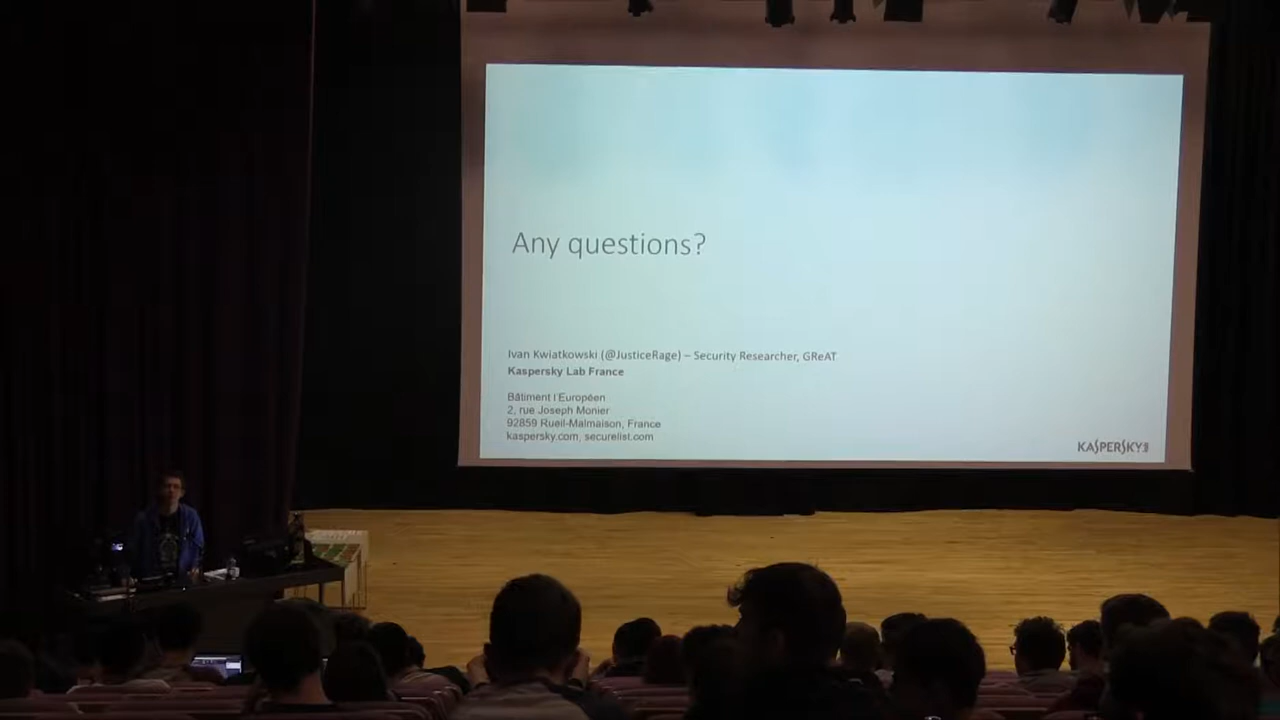 Any questions?
Ivan Kwiatkowski (@JusticeRage) – Security Researcher, GReAT
Kaspersky Lab France
Bâtiment l'Européen
2, rue Joseph Monier
92859 Rueil-Malmaison, France
kaspersky.com, securelist.com
KASPERSKY